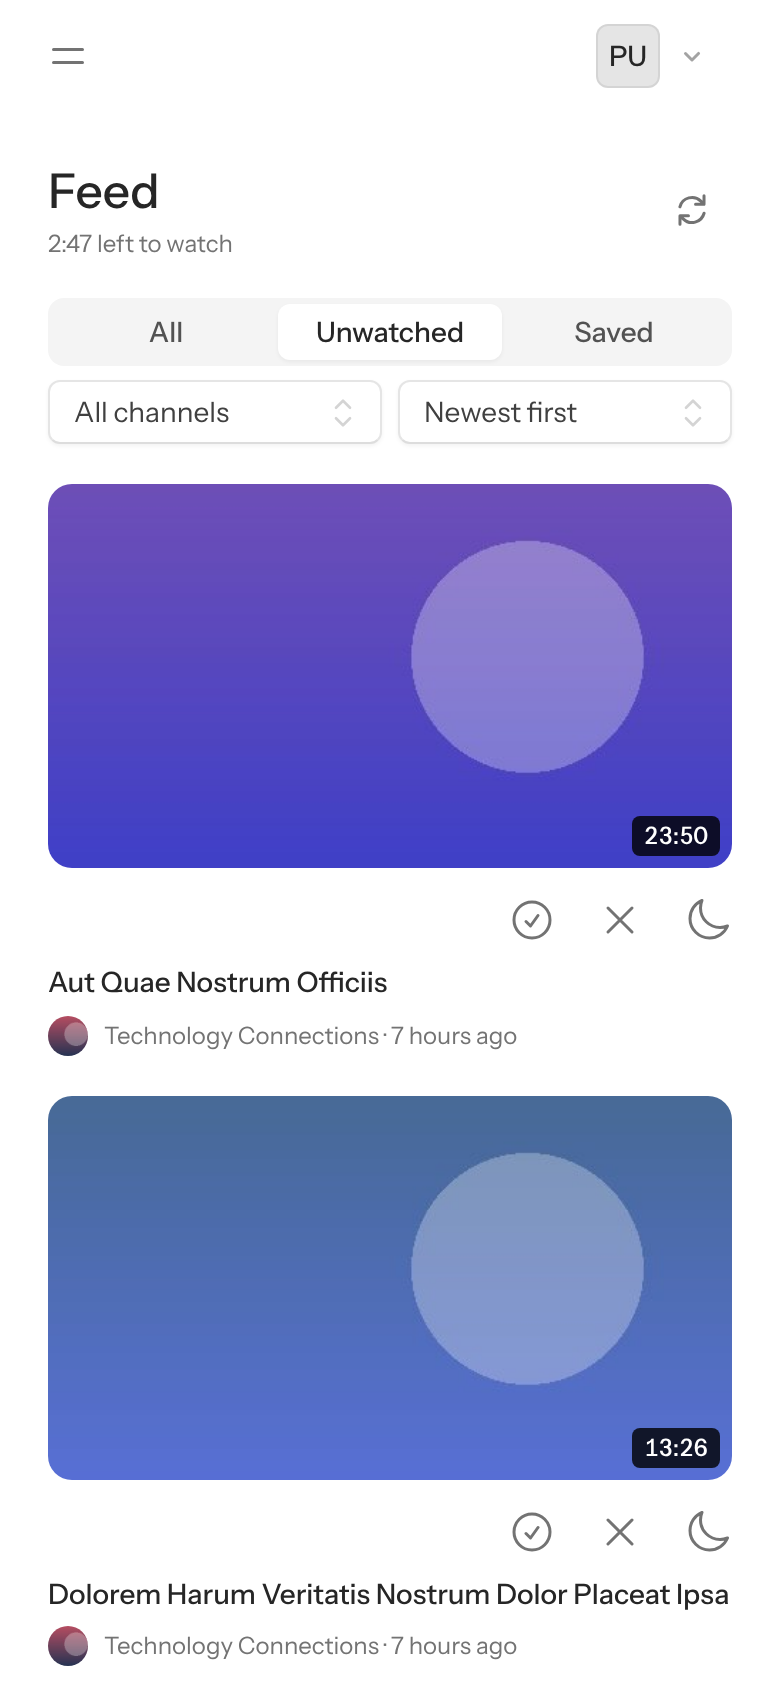 PU
Feed
2:47 left to watch
All Unwatched Saved
All channels Newest first
23:50
Aut Quae Nostrum Officiis
Technology Connections · 7 hours ago
13:26
Dolorem Harum Veritatis Nostrum Dolor Placeat Ipsa
Technology Connections · 7 hours ago